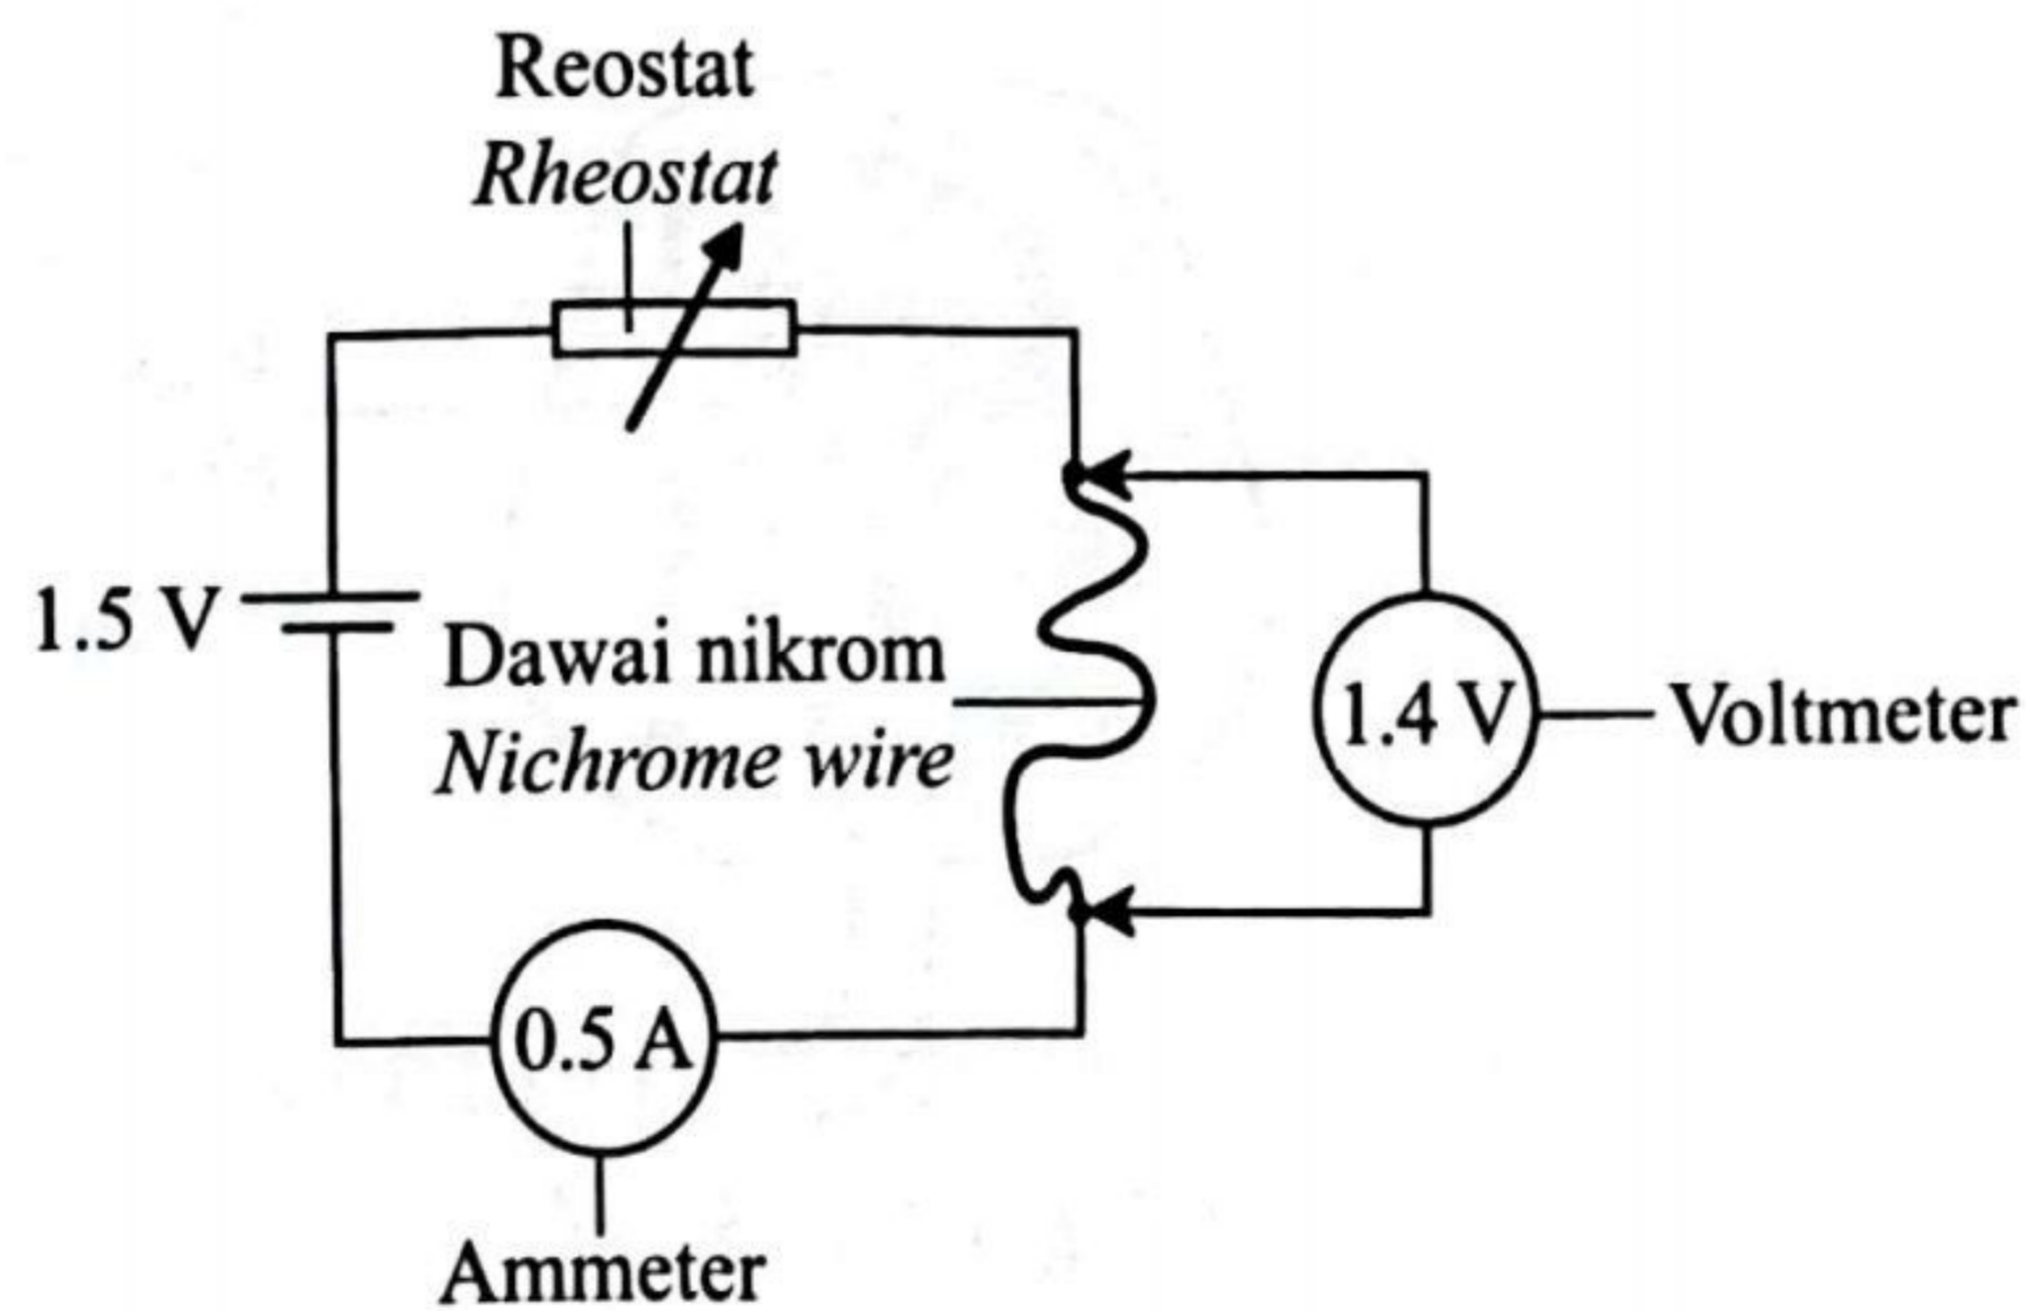 Reostat
Rheostat
1.5 V
Dawai nikrom
Nichrome wire
1.4 V
Voltmeter
0.5 A
Ammeter